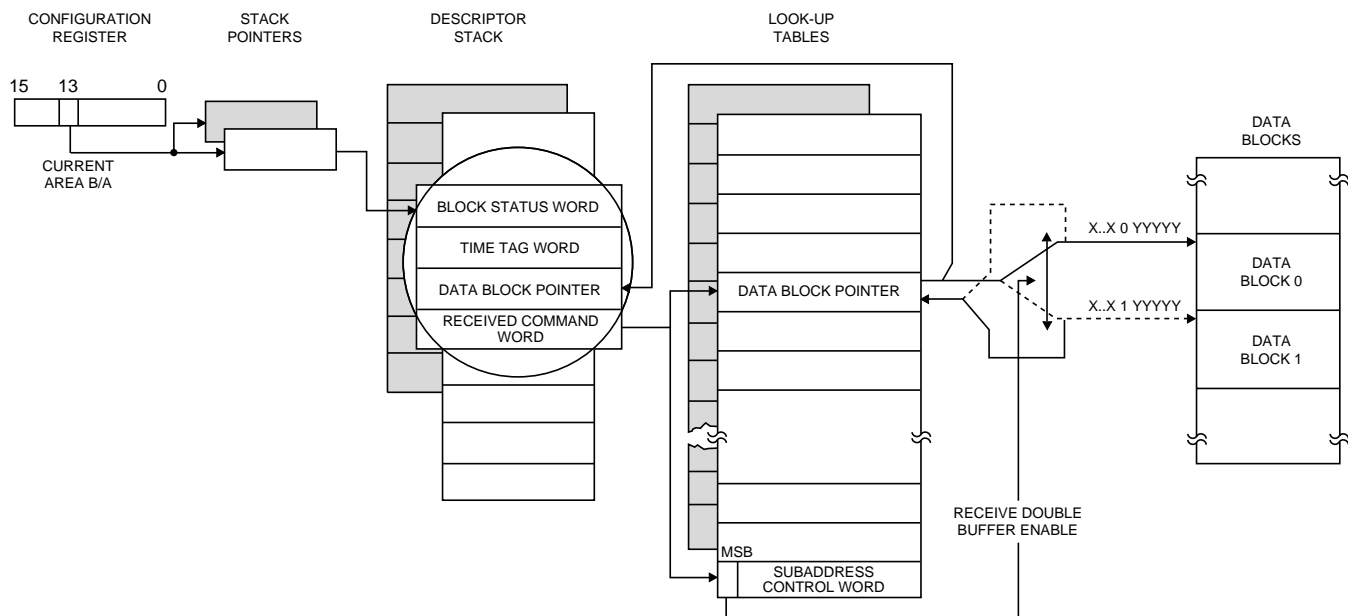 CONFIGURATION
REGISTER
STACK
POINTERS
DESCRIPTOR
STACK
LOOK-UP
TABLES
15 13 0
CURRENT
AREA B/A
DATA
BLOCKS
BLOCK STATUS WORD
TIME TAG WORD
DATA BLOCK POINTER
RECEIVED COMMAND
WORD
DATA BLOCK POINTER
X..X 0 YYYYY
X..X 1 YYYYY
DATA
BLOCK 0
DATA
BLOCK 1
RECEIVE DOUBLE
BUFFER ENABLE
MSB
SUBADDRESS
CONTROL WORD